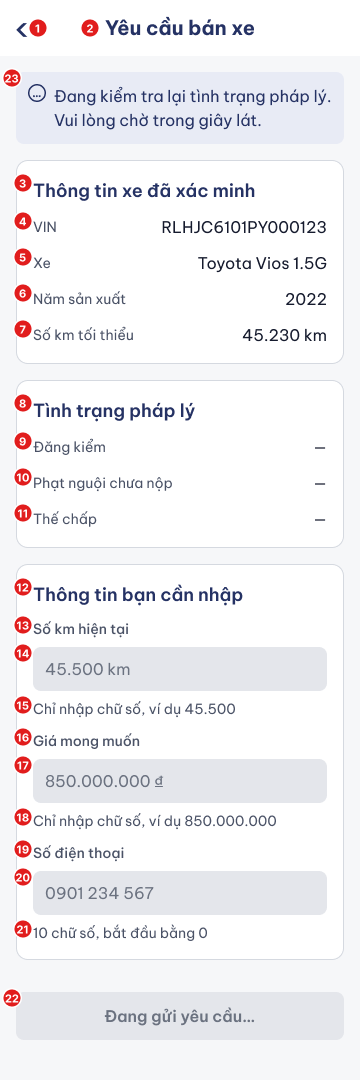 1
2 Yêu cầu bán xe
23
Đang kiểm tra lại tình trạng pháp lý.
Vui lòng chờ trong giây lát.
3 Thông tin xe đã xác minh
4 VIN RLHJC6101PY000123
5 Xe Toyota Vios 1.5G
6 Năm sản xuất 2022
7 Số km tối thiểu 45.230 km
8 Tình trạng pháp lý
9 Đăng kiểm –
10 Phạt nguội chưa nộp –
11 Thế chấp –
12 Thông tin bạn cần nhập
13 Số km hiện tại
14 45.500 km
15 Chỉ nhập chữ số, ví dụ 45.500
16 Giá mong muốn
17 850.000.000 ₫
18 Chỉ nhập chữ số, ví dụ 850.000.000
19 Số điện thoại
20 0901 234 567
21 10 chữ số, bắt đầu bằng 0
22 Đang gửi yêu cầu...